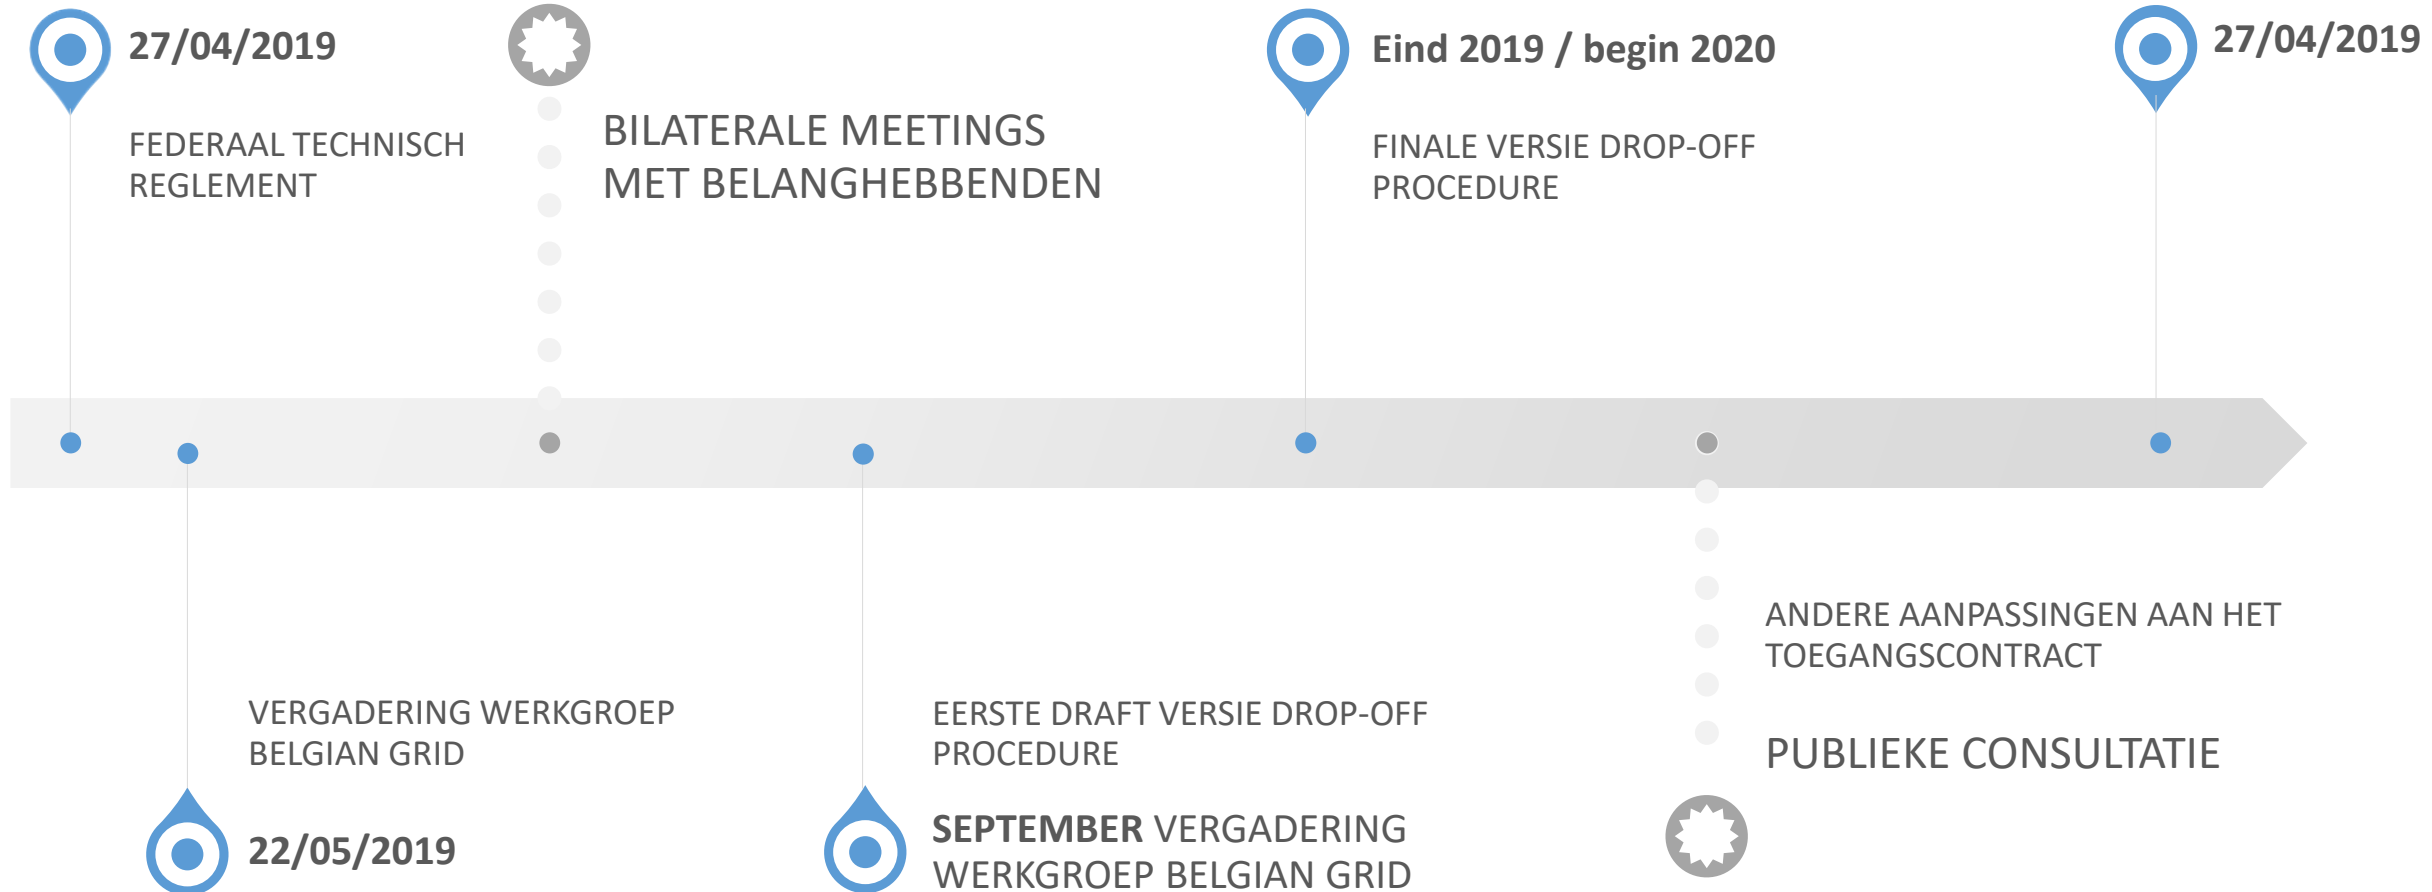 27/04/2019
FEDERAAL TECHNISCH
REGLEMENT
BILATERALE MEETINGS
MET BELANGHEBBENDEN
Eind 2019 / begin 2020
FINALE VERSIE DROP-OFF
PROCEDURE
27/04/2019
VERGADERING WERKGROEP
BELGIAN GRID
22/05/2019
EERSTE DRAFT VERSIE DROP-OFF
PROCEDURE
SEPTEMBER VERGADERING
WERKGROEP BELGIAN GRID
ANDERE AANPASSINGEN AAN HET
TOEGANGSCONTRACT
PUBLIEKE CONSULTATIE